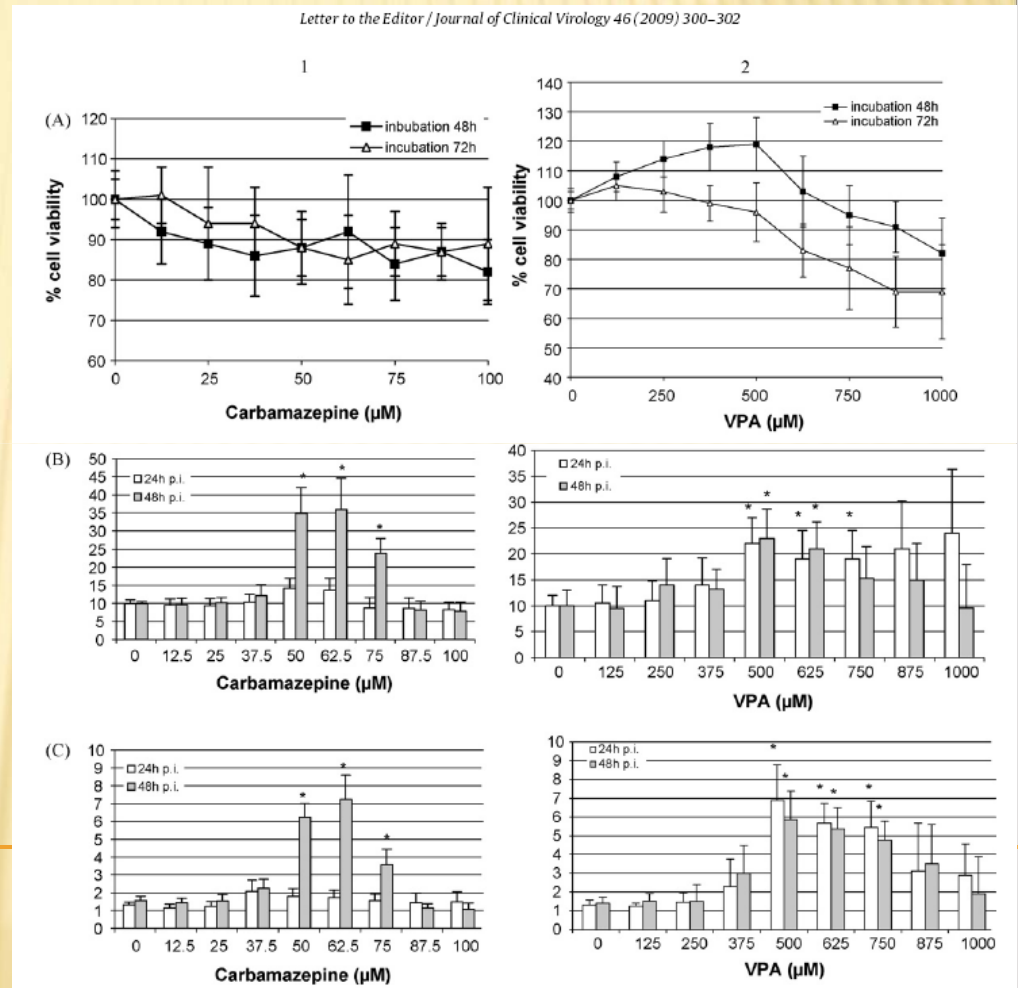 Letter to the Editor / Journal of Clinical Virology 46 (2009) 300–302
1
2
(A)
120
110
100
90
80
70
60
% cell viability
inbubation 48h
incubation 72h
0 25 50 75 100
Carbamazepine (µM)
140
130
120
110
100
90
80
70
60
50
40
% cell viability
incubation 48h
incubation 72h
0 250 500 750 1000
VPA (µM)
(B)
50
45
40
35
30
25
20
15
10
5
0
24h p.i.
48h p.i.
* * *
0 12.5 25 37.5 50 62.5 75 87.5 100
Carbamazepine (µM)
40
35
30
25
20
15
10
5
0
24h p.i.
48h p.i.
* * * * *
0 125 250 375 500 625 750 875 1000
VPA (µM)
(C)
10
9
8
7
6
5
4
3
2
1
0
24h p.i.
48h p.i.
* * *
0 12.5 25 37.5 50 62.5 75 87.5 100
Carbamazepine (µM)
10
9
8
7
6
5
4
3
2
1
0
24h p.i.
48h p.i.
* * * * * *
0 125 250 375 500 625 750 875 1000
VPA (µM)